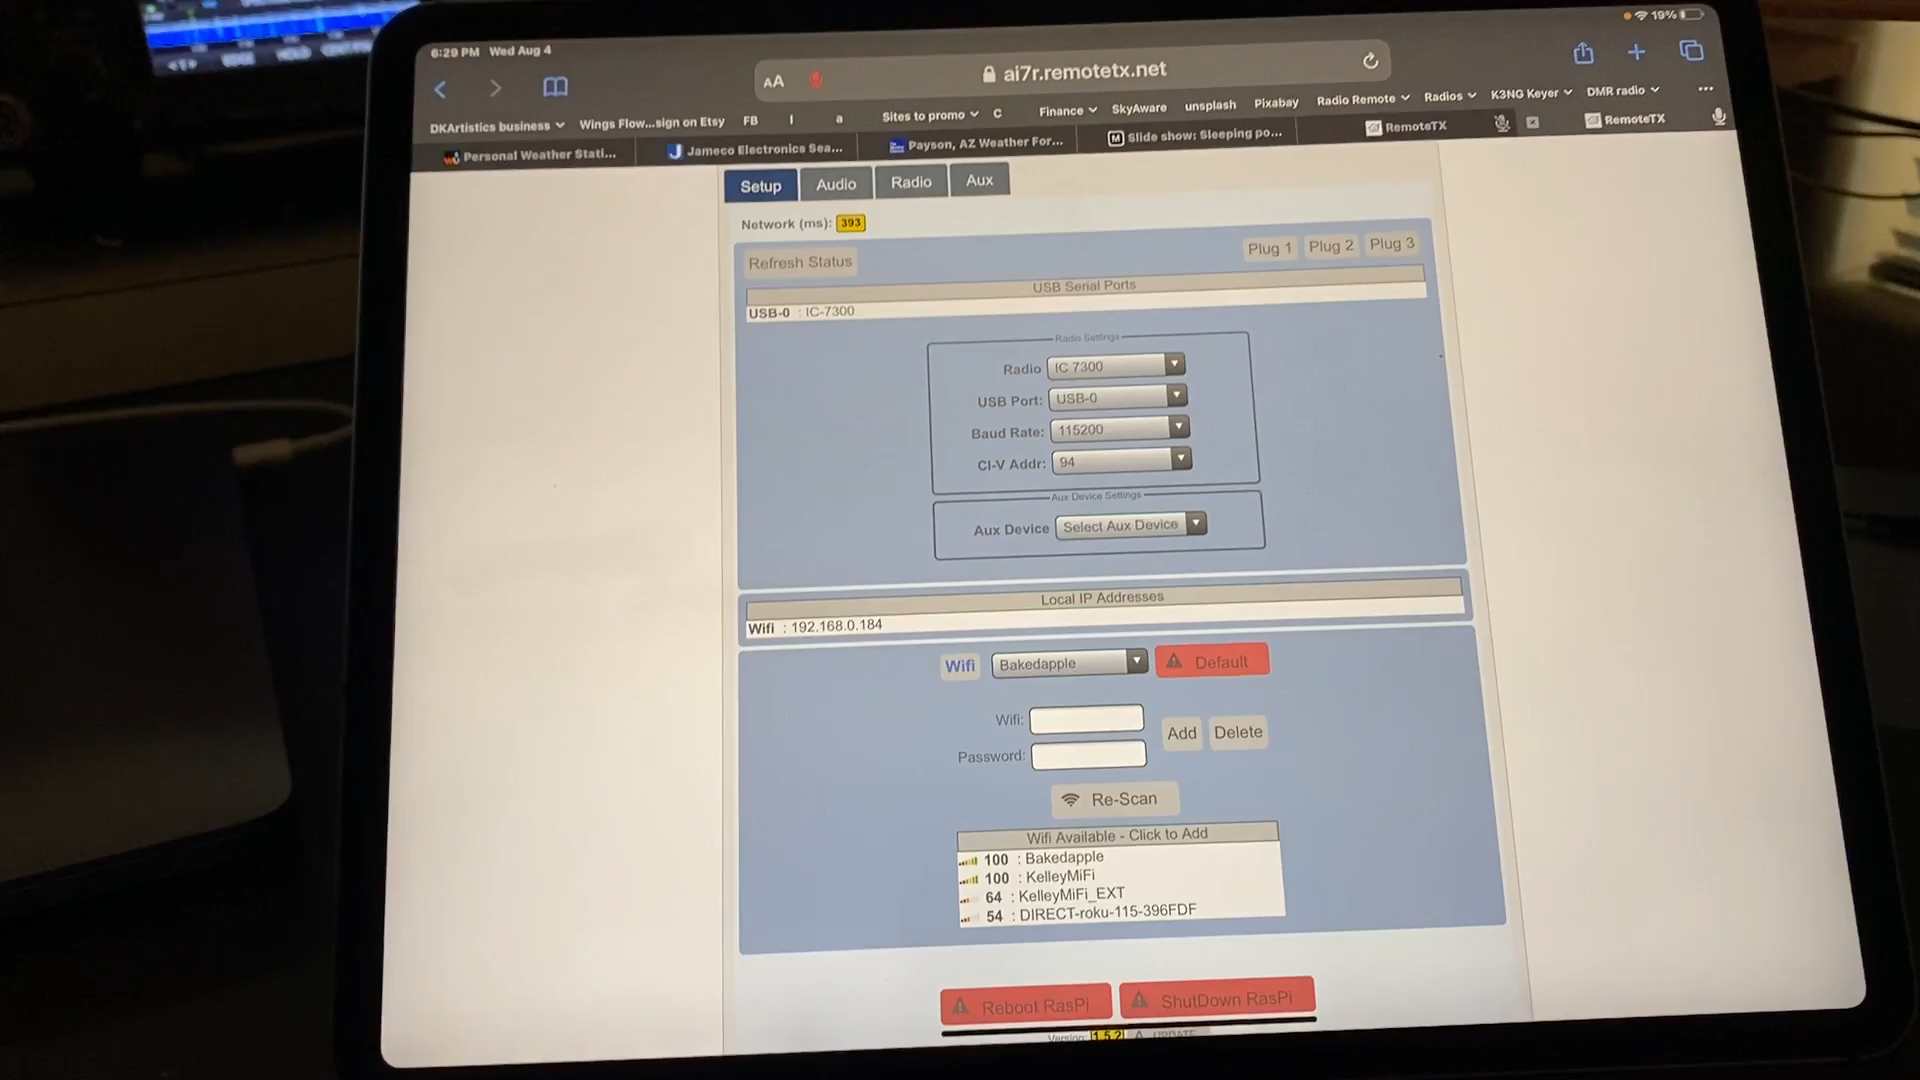 6:29 PM Wed Aug 4
19%
AA
ai7r.remotetx.net
DKArtistics business
Wings Flow...sign on Etsy
FB
I
a
Sites to promo
C
Finance
SkyAware
unsplash
Pixabay
Radio Remote
Radios
K3NG Keyer
DMR radio
...
Personal Weather Stati...
Jameco Electronics Sea...
Payson, AZ Weather For...
M Slide show: Sleeping po...
RemoteTX
RemoteTX
Setup
Audio
Radio
Aux
Network (ms): 393
Refresh Status
Plug 1
Plug 2
Plug 3
USB Serial Ports
USB-0 : IC-7300
Radio Settings
Radio IC 7300
USB Port: USB-0
Baud Rate: 115200
CI-V Addr: 94
Aux Device Settings
Aux Device Select Aux Device
Local IP Addresses
Wifi : 192.168.0.184
Wifi Bakedapple Default
Wifi:
Add Delete
Password:
Re-Scan
Wifi Available - Click to Add
100 : Bakedapple
100 : KelleyMiFi
64 : KelleyMiFi_EXT
54 : DIRECT-roku-115-396FDF
Reboot RasPi
ShutDown RasPi
Version: 1.5.2 UPDATE